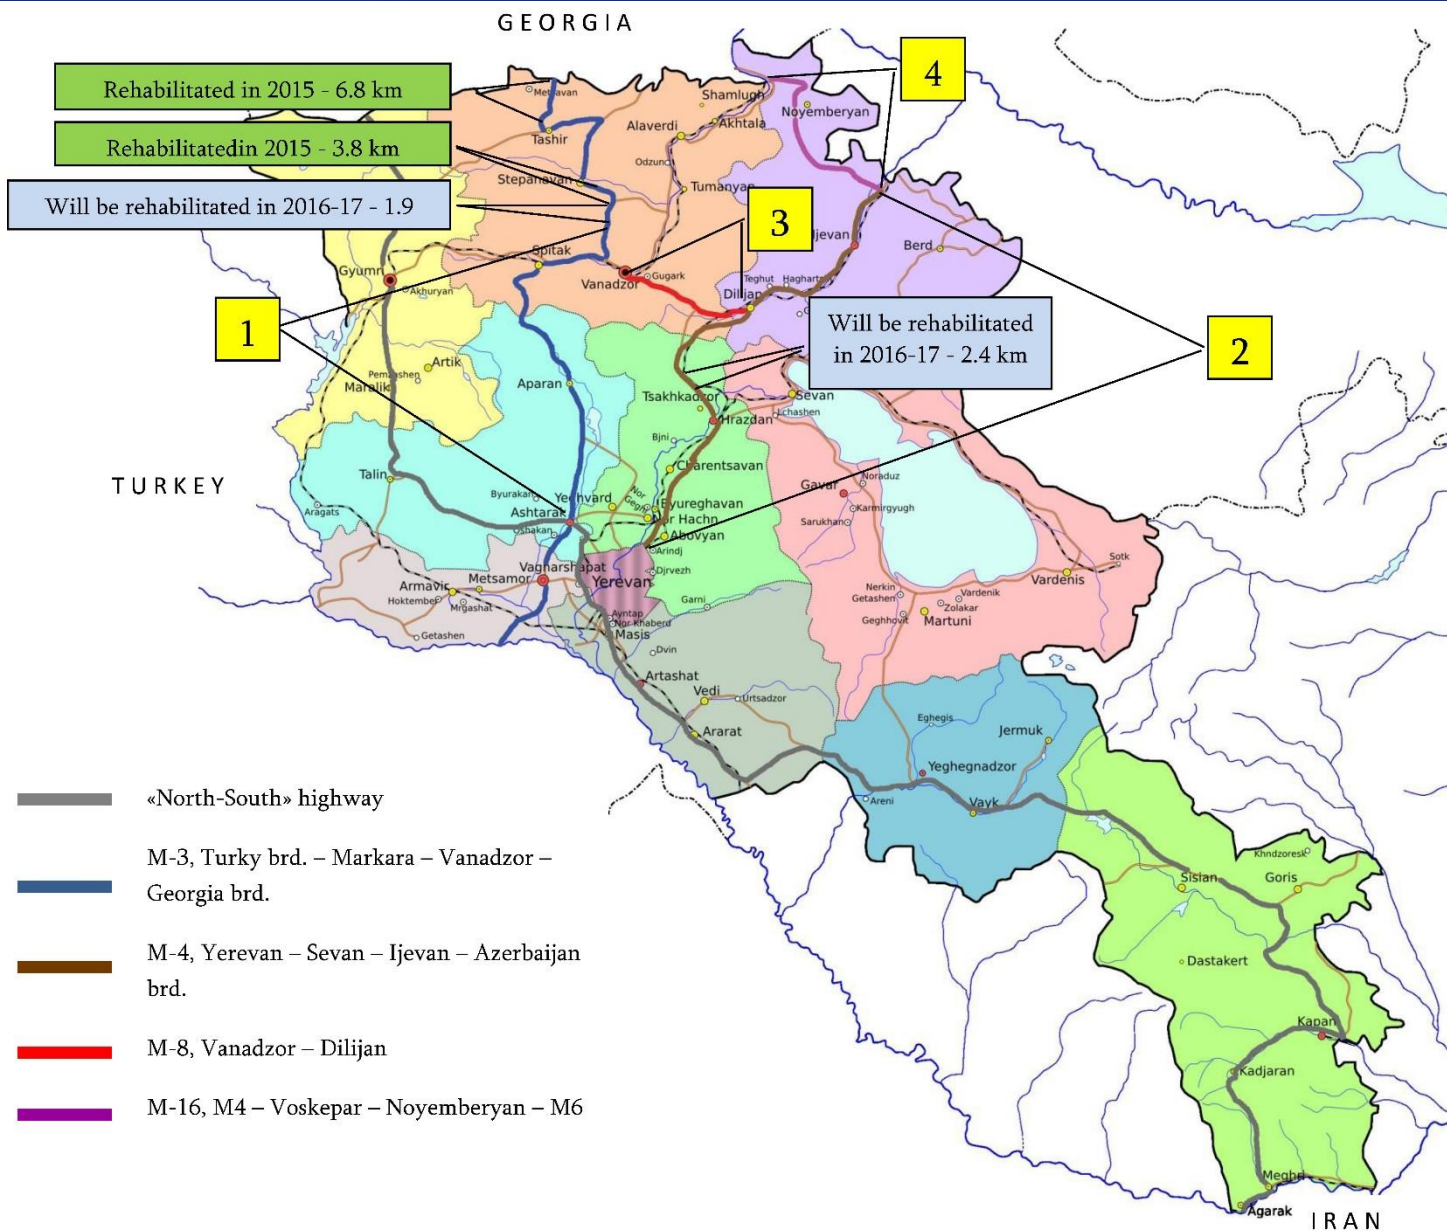 GEORGIA
Rehabilitated in 2015 - 6.8 km
Rehabilitatedin 2015 - 3.8 km
Will be rehabilitated in 2016-17 - 1.9
4
3
1
2
Will be rehabilitated
in 2016-17 - 2.4 km
Tashir
Stepanavan
Shamlugh
Alaverdi
Akhtala
Odzun
Tumanyan
Noyemberyan
Ijevan
Berd
Spitak
Vanadzor
Gugark
Teghut
Dilijan
Gyumri
Akhuryan
Artik
Maralik
Aparan
Tsakhkadzor
Hrazdan
Sevan
Lchashen
Bjni
Charentsavan
TURKEY
Talin
Aragats
Byurakan
Yeghvard
Nor
Byureghavan
Nor Hachn
Abovyan
Arindj
Ashtarak
Oshakan
Gavar
Noraduz
Karmirgyugh
Sarukhan
Vagharshapat
Yerevan
Djrvezh
Garni
Armavir
Metsamor
Hoktember
Mrgashat
Getashen
Ayntap
Nor Khaberd
Masis
Dvin
Sotk
Vardenis
Nerkin
Getashen
Vardenik
Zolakar
Geghhovit
Martuni
Artashat
Vedi
Urtsadzor
Ararat
Eghegis
Jermuk
Yeghegnadzor
Areni
Vayk
Khndzoresk
Sisian
Goris
Dastakert
Kapan
Kadjaran
Meghri
Agarak
IRAN
«North-South» highway
M-3, Turky brd. – Markara – Vanadzor –
Georgia brd.
M-4, Yerevan – Sevan – Ijevan – Azerbaijan
brd.
M-8, Vanadzor – Dilijan
M-16, M4 – Voskepar – Noyemberyan – M6